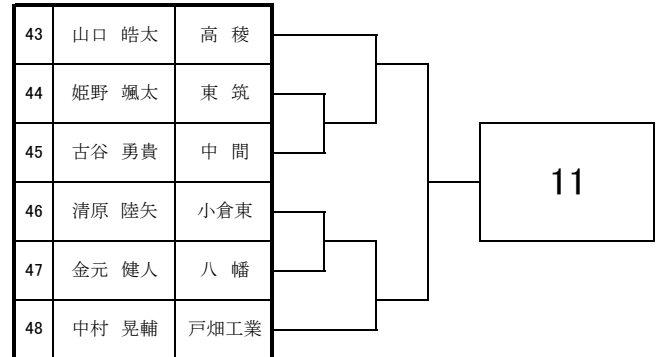 43 山口 皓太 高 稜
44 姫野 颯太 東 筑
45 古谷 勇貴 中 間
46 清原 陸矢 小倉東
47 金元 健人 八 幡
48 中村 晃輔 戸畑工業
11